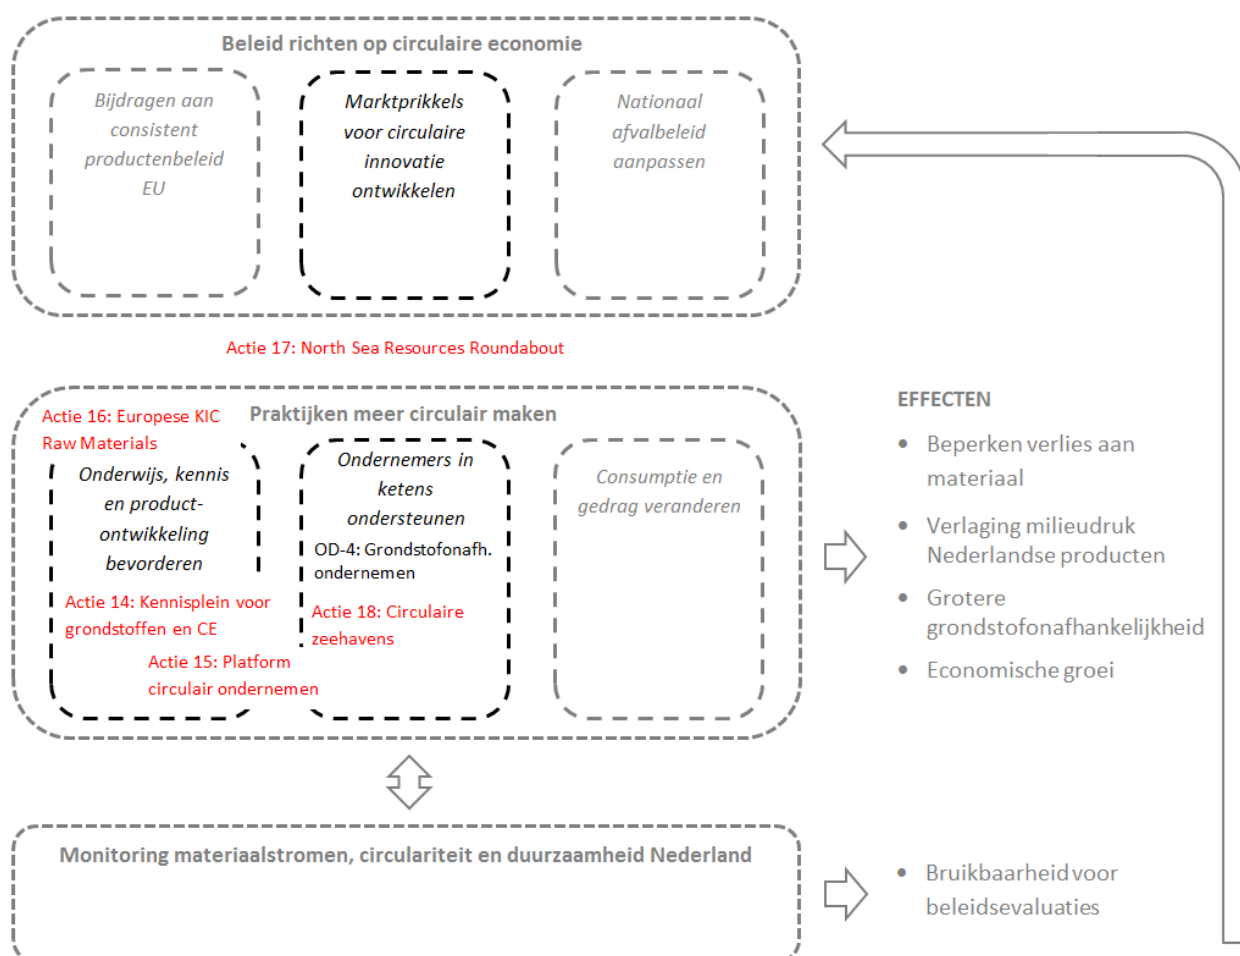 Beleid richten op circulaire economie
Bijdragen aan
consistent
productenbeleid
EU
Marktprikkels
voor circulaire
innovatie
ontwikkelen
Nationaal
afvalbeleid
aanpassen
Actie 17: North Sea Resources Roundabout
Praktijken meer circulair maken
Actie 16: Europese KIC
Raw Materials
Onderwijs, kennis
en product-
ontwikkeling
bevorderen
Actie 14: Kennisplein voor
grondstoffen en CE
Ondernemers in
ketens
ondersteunen
OD-4: Grondstofonafh.
ondernemen
Actie 18: Circulaire
zeehavens
Actie 15: Platform
circulair ondernemen
Consumptie en
gedrag veranderen
EFFECTEN
• Beperken verlies aan
materiaal
• Verlaging milieudruk
Nederlandse producten
• Grotere
grondstofonafhankelijkheid
• Economische groei
Monitoring materiaalstromen, circulariteit en duurzaamheid Nederland
• Bruikbaarheid voor
beleidsevaluaties